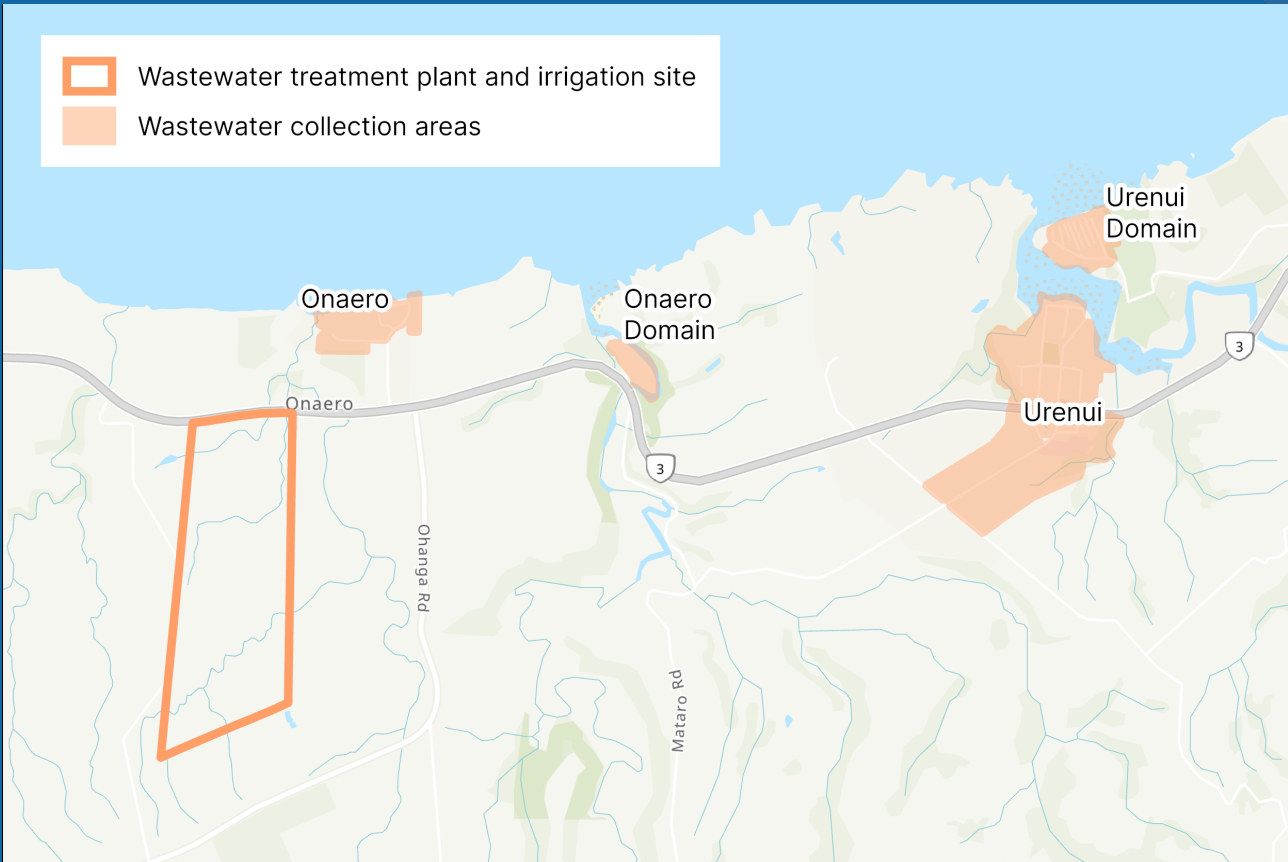 Wastewater treatment plant and irrigation site
Wastewater collection areas
Urenui
Domain
Onaero
Onaero
Domain
3
Onaero
Urenui
3
Ohanga Rd
Mataro Rd